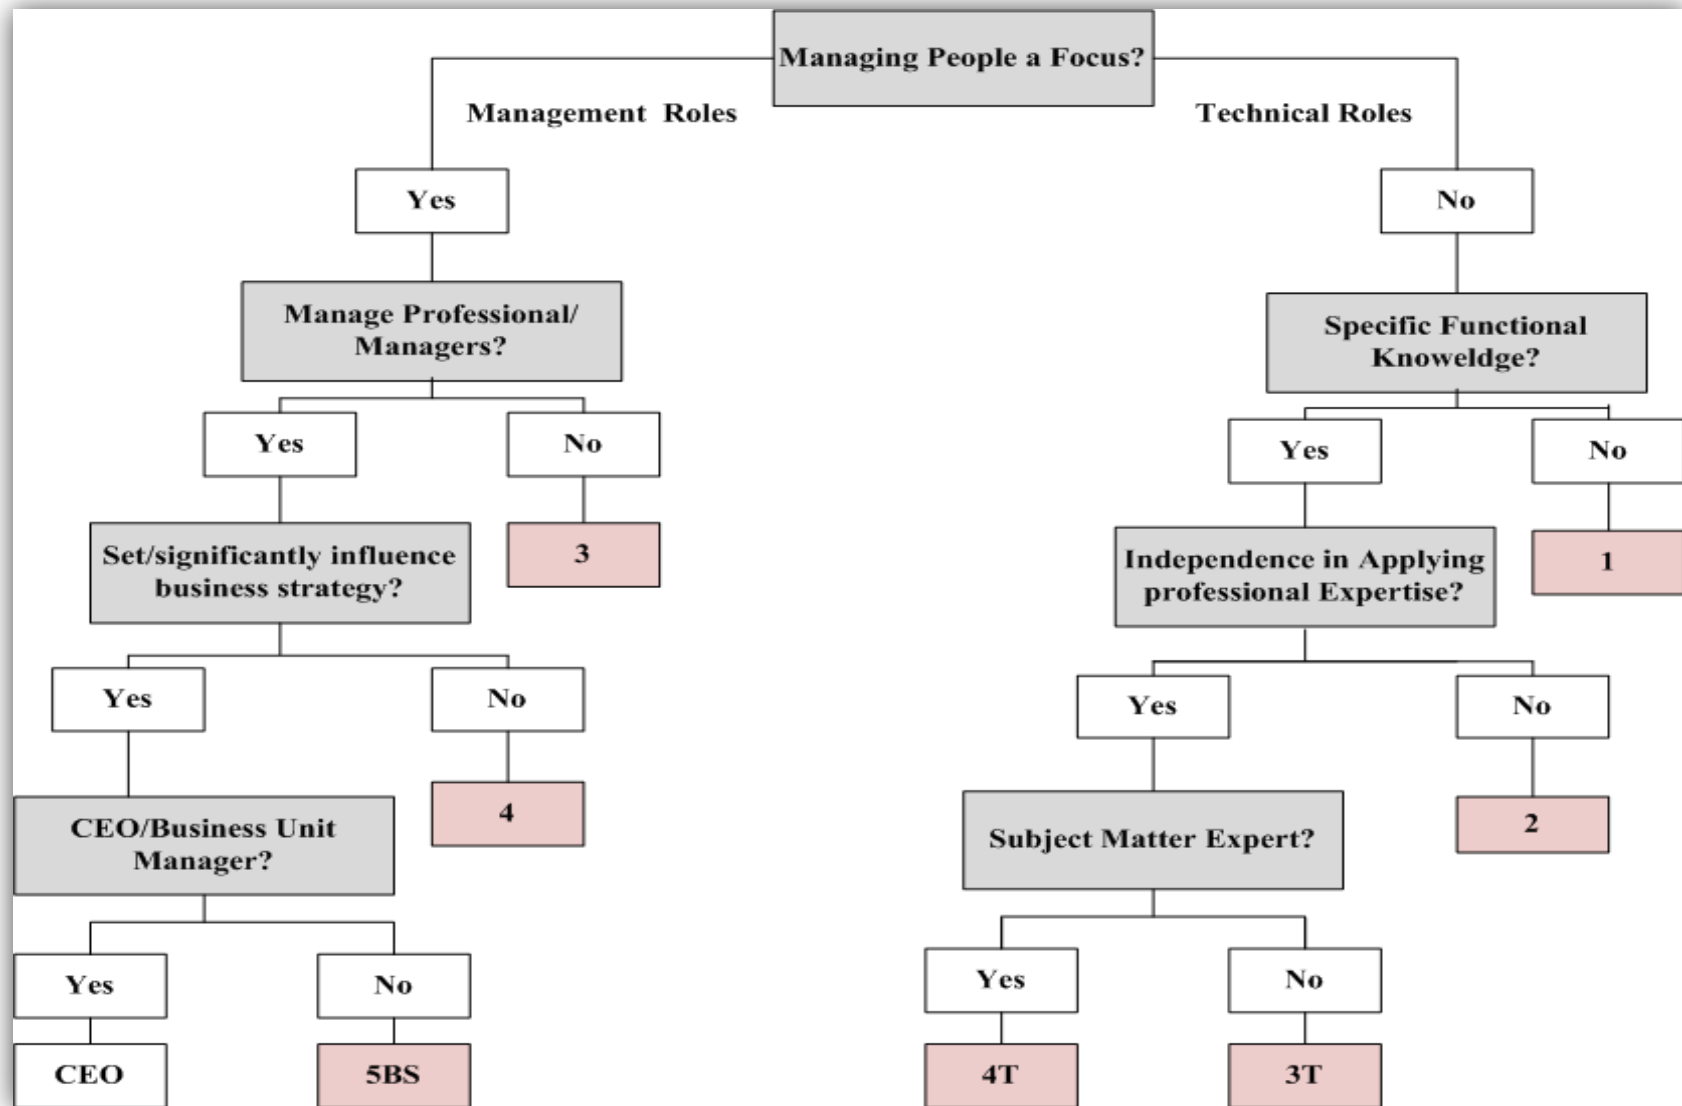 Managing People a Focus?
Management Roles
Technical Roles
Yes
No
Manage Professional/
Managers?
Specific Functional
Knoweldge?
Yes
No
Yes
No
Set/significantly influence
business strategy?
3
Independence in Applying
professional Expertise?
1
Yes
No
Yes
No
CEO/Business Unit
Manager?
4
Subject Matter Expert?
2
Yes
No
Yes
No
CEO
5BS
4T
3T